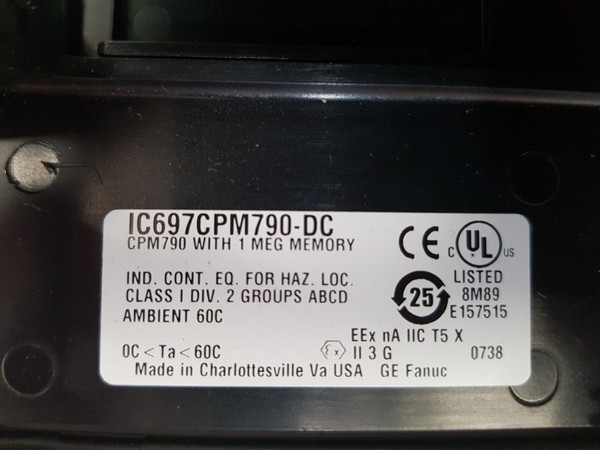 IC697CPM790-DC
CPM790 WITH 1 MEG MEMORY
IND. CONT. EQ. FOR HAZ. LOC.
CLASS I DIV. 2 GROUPS ABCD
AMBIENT 60C
0C < Ta < 60C
CE
C UL US
LISTED
8M89
E157515
25
EEx nA IIC T5 X
Ex II 3 G
0738
Made in Charlottesville Va USA GE Fanuc